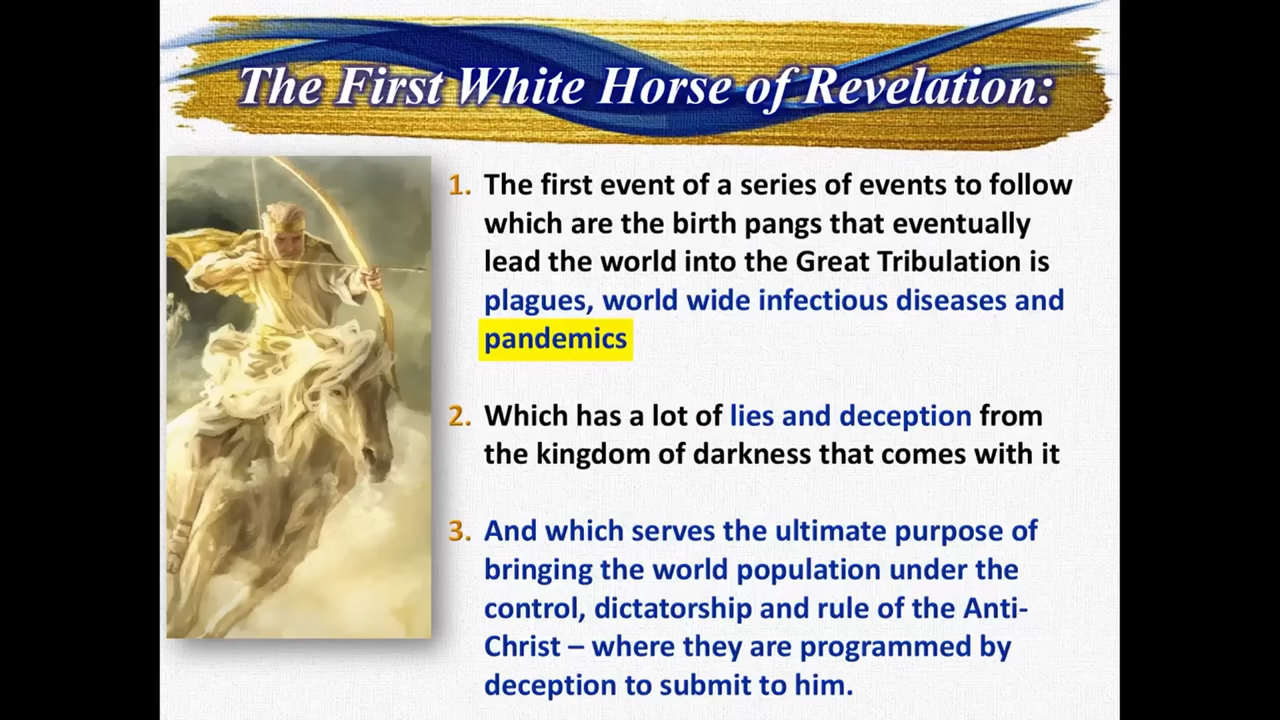 The First White Horse of Revelation:
1. The first event of a series of events to follow
which are the birth pangs that eventually
lead the world into the Great Tribulation is
plagues, world wide infectious diseases and
pandemics
2. Which has a lot of lies and deception from
the kingdom of darkness that comes with it
3. And which serves the ultimate purpose of
bringing the world population under the
control, dictatorship and rule of the Anti-
Christ – where they are programmed by
deception to submit to him.